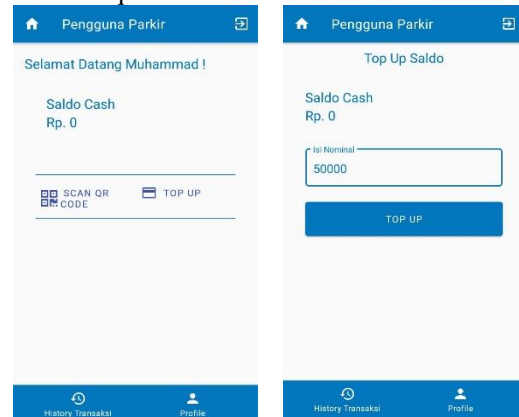 Pengguna Parkir
Selamat Datang Muhammad !
Saldo Cash
Rp. 0
SCAN QR
CODE
TOP UP
History Transaksi
Profile
Pengguna Parkir
Top Up Saldo
Saldo Cash
Rp. 0
Isi Nominal
50000
TOP UP
History Transaksi
Profile